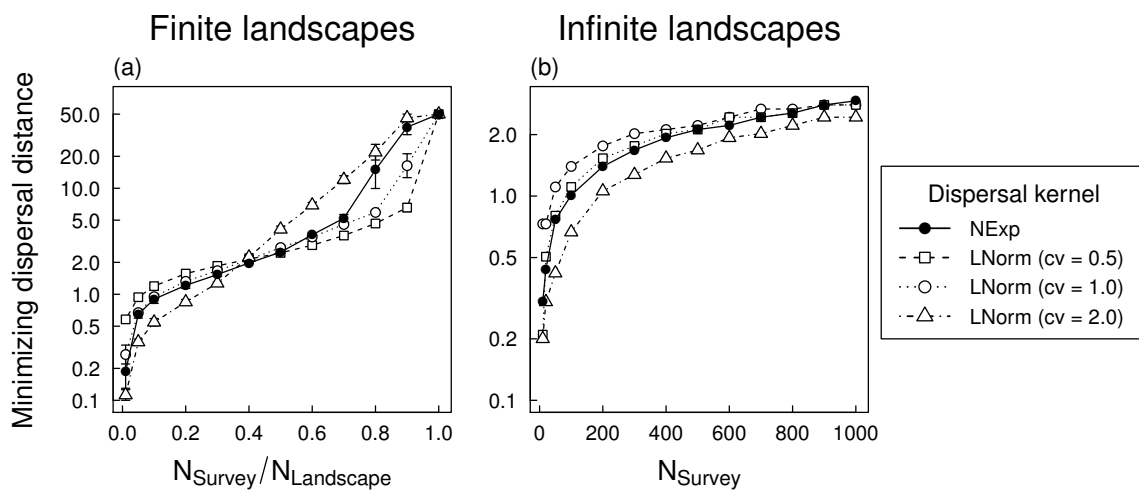 Finite landscapes
Infinite landscapes
(a)
(b)
Minimizing dispersal distance
50.0
20.0
10.0
5.0
2.0
1.0
0.5
0.2
0.1
0.0 0.2 0.4 0.6 0.8 1.0
N_Survey/N_Landscape
2.0
1.0
0.5
0.2
0.1
0 200 400 600 800 1000
N_Survey
Dispersal kernel
NExp
LNorm (cv = 0.5)
LNorm (cv = 1.0)
LNorm (cv = 2.0)